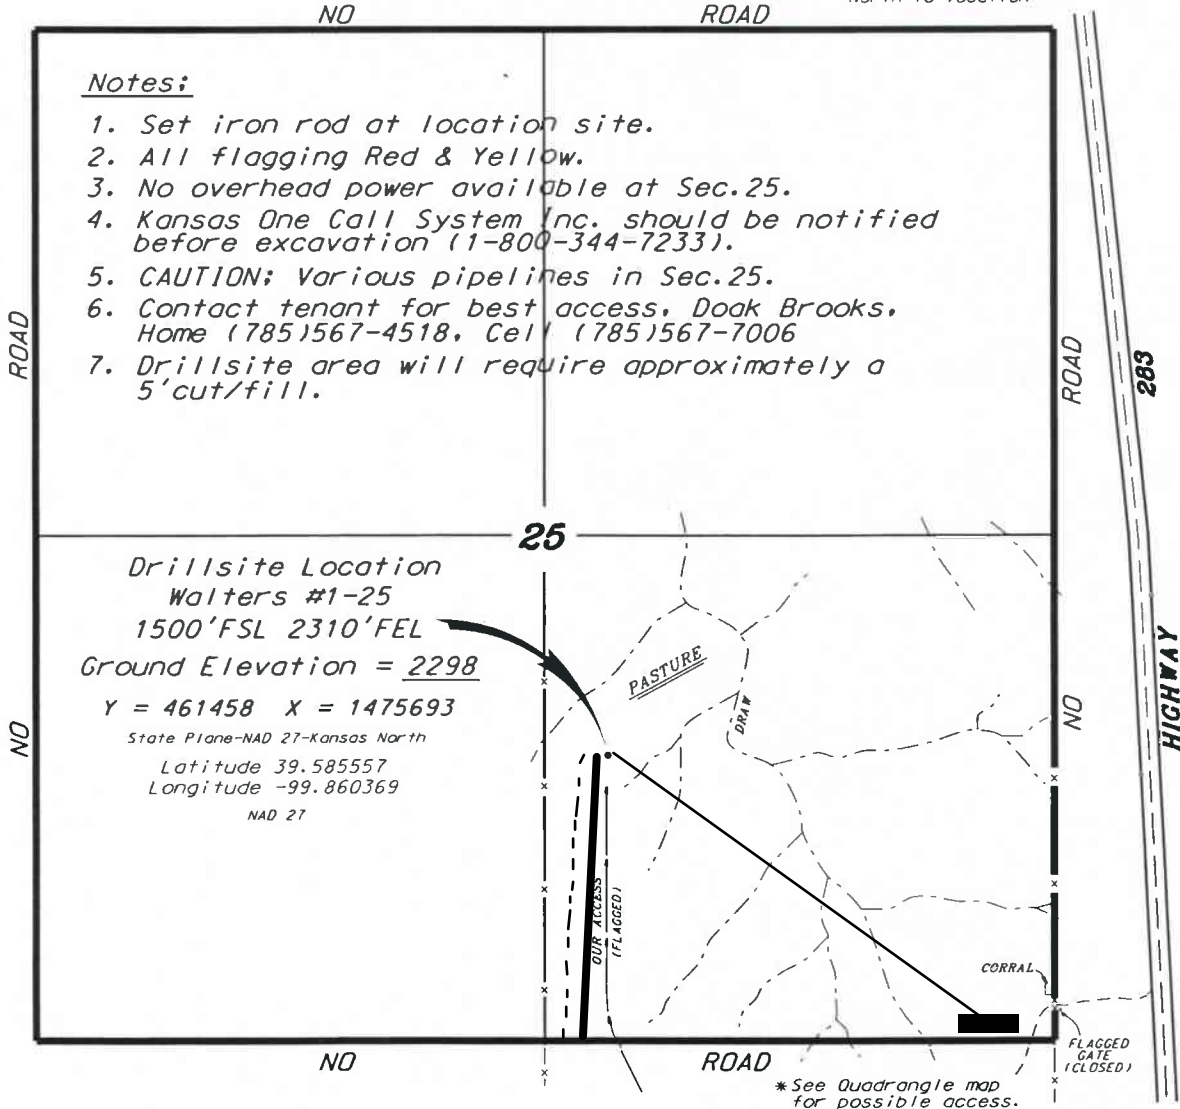 NO ROAD
Notes:
1. Set iron rod at location site.
2. All flagging Red & Yellow.
3. No overhead power available at Sec.25.
4. Kansas One Call System Inc. should be notified
before excavation (1-800-344-7233).
5. CAUTION: Various pipelines in Sec.25.
6. Contact tenant for best access. Doak Brooks.
Home (785)567-4518. Cell (785)567-7006
7. Drillsite area will require approximately a
5'cut/fill.
NO ROAD
NO ROAD
HIGHWAY 283
25
Drillsite Location
Walters #1-25
1500'FSL 2310'FEL
Ground Elevation = 2298
Y = 461458 X = 1475693
State Plane-NAD 27-Kansas North
Latitude 39.585557
Longitude -99.860369
NAD 27
PASTURE
DRAW
OUR ACCESS
(FLAGGED)
CORRAL
FLAGGED
GATE
(CLOSED)
NO ROAD
*See Quadrangle map
for possible access.